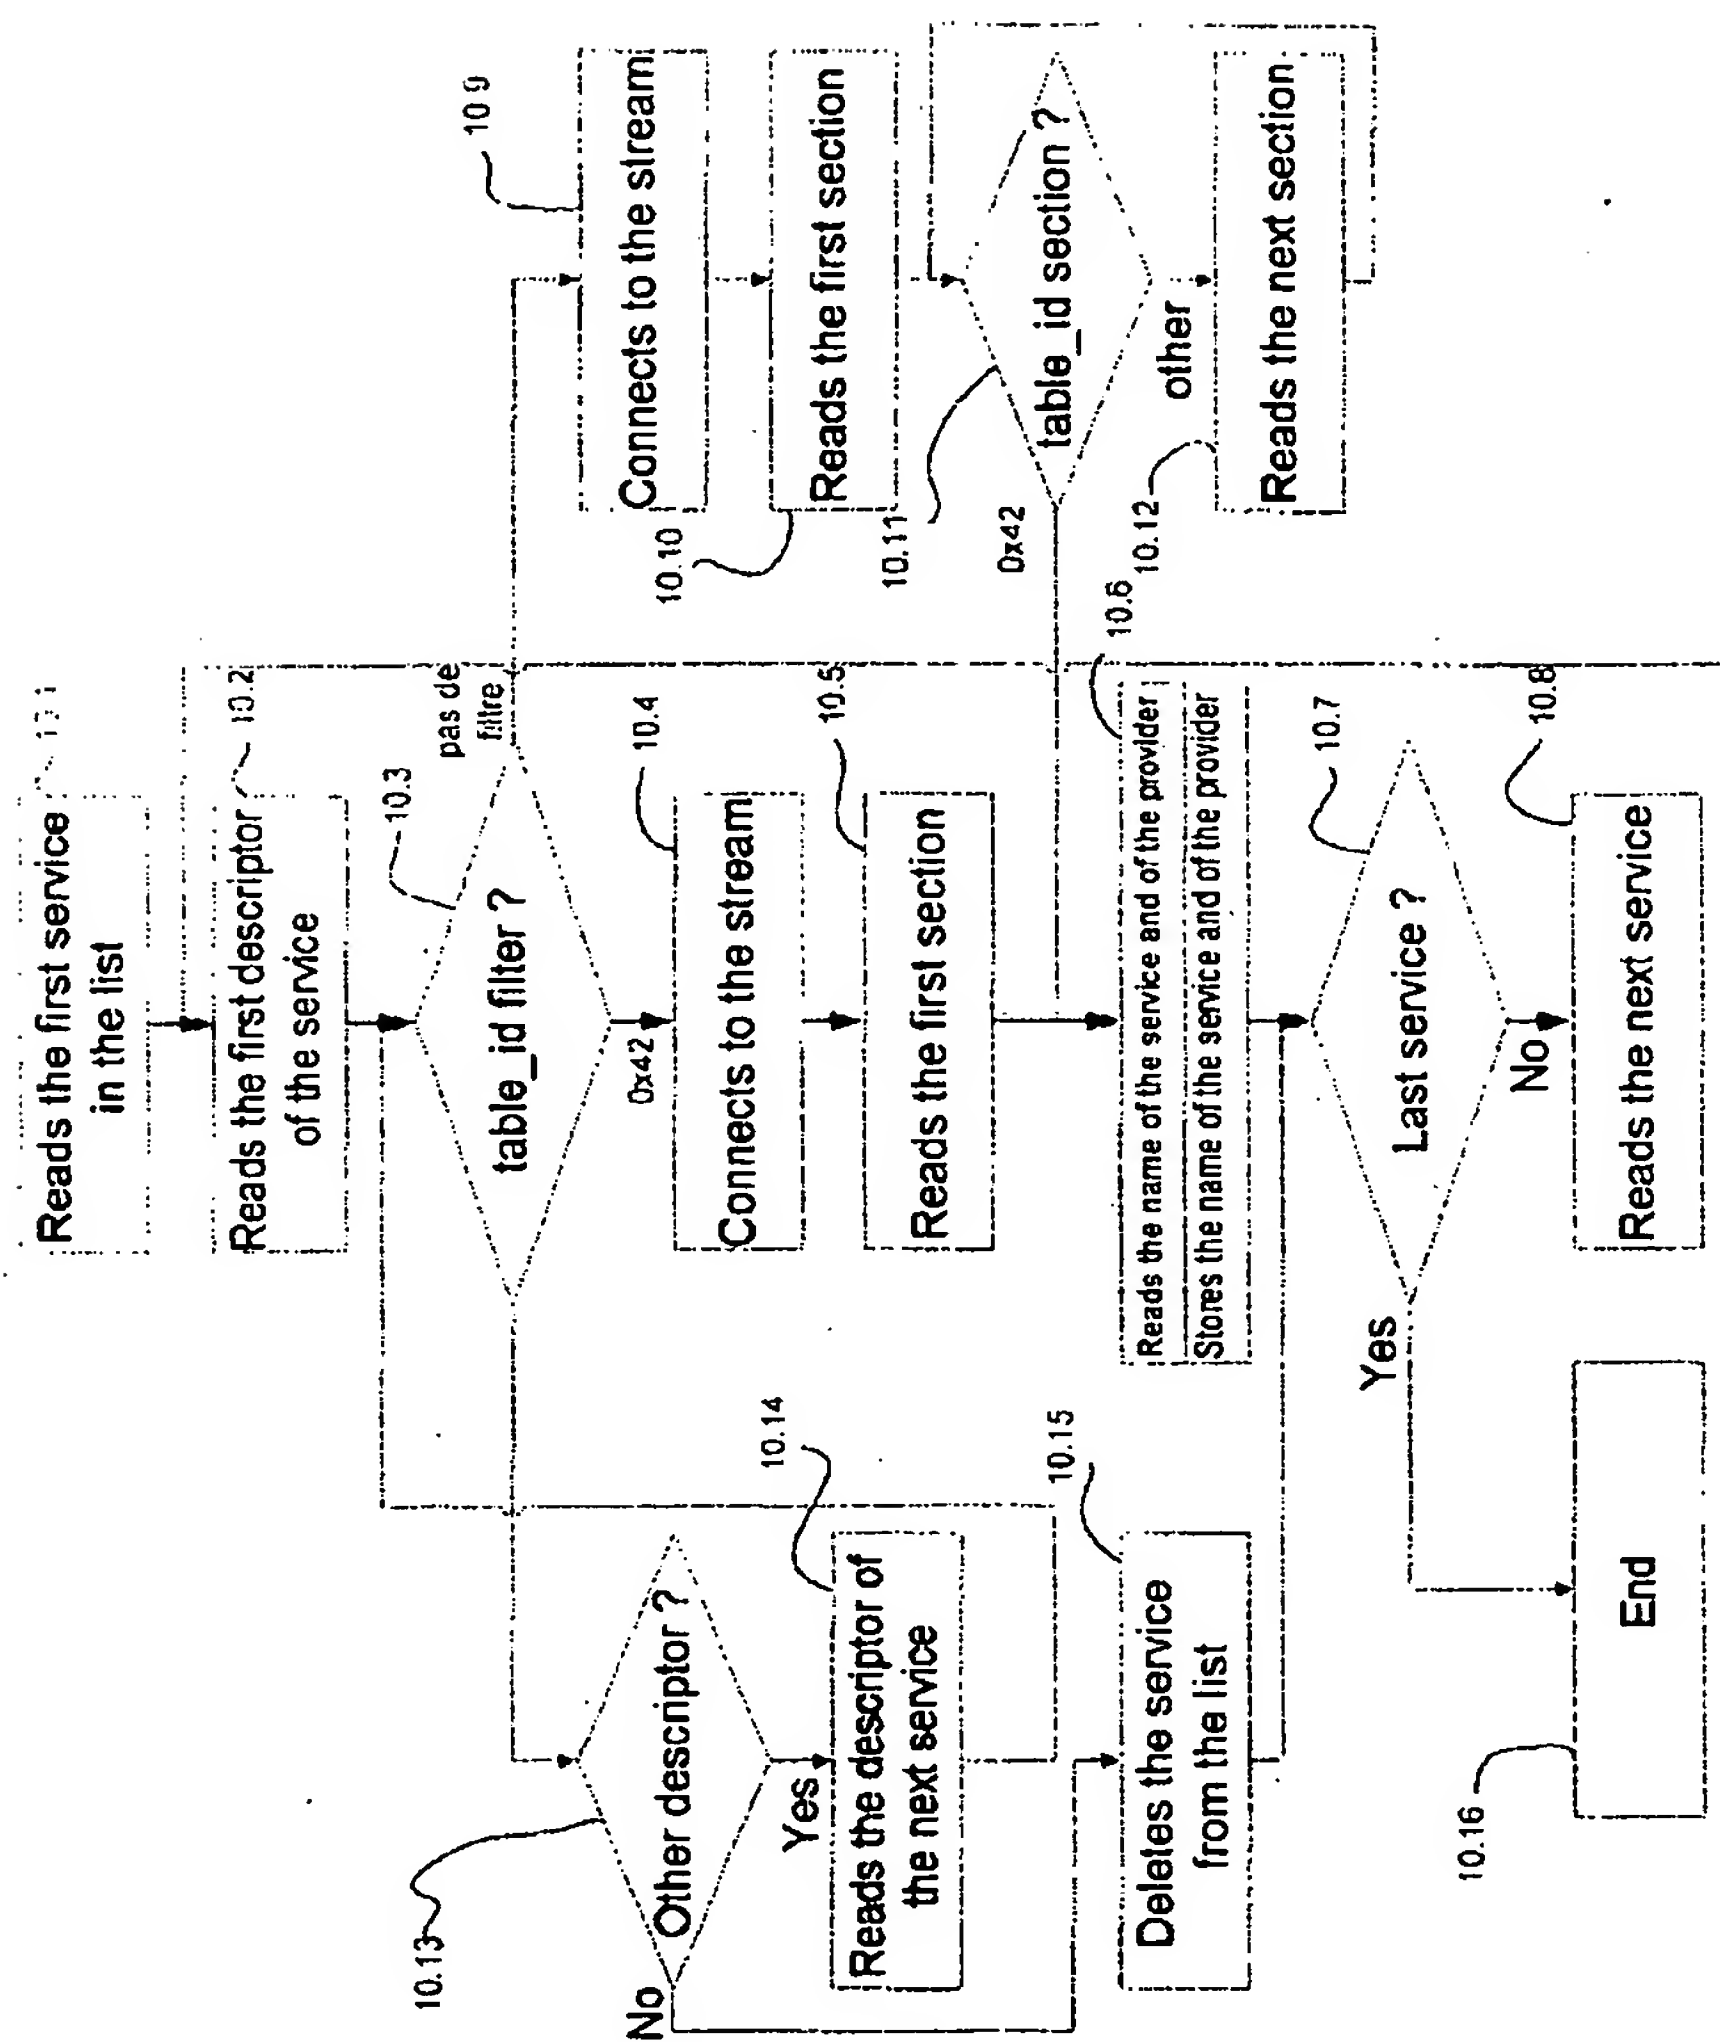 Reads the first service
in the list
Reads the first descriptor
of the service
10.2
10.3
table_id filter ?
pas de
filtre
0x42
10.4
Connects to the stream
10.5
Reads the first section
10.6
Reads the name of the service and of the provider
Stores the name of the service and of the provider
10.7
Last service ?
Yes
No
10.8
Reads the next service
10 9
Connects to the stream
10.10
Reads the first section
10.11
table_id section ?
0x42
other
10.12
Reads the next section
10.13
Other descriptor ?
No
Yes
10.14
Reads the descriptor of
the next service
10.15
Deletes the service
from the list
10.16
End